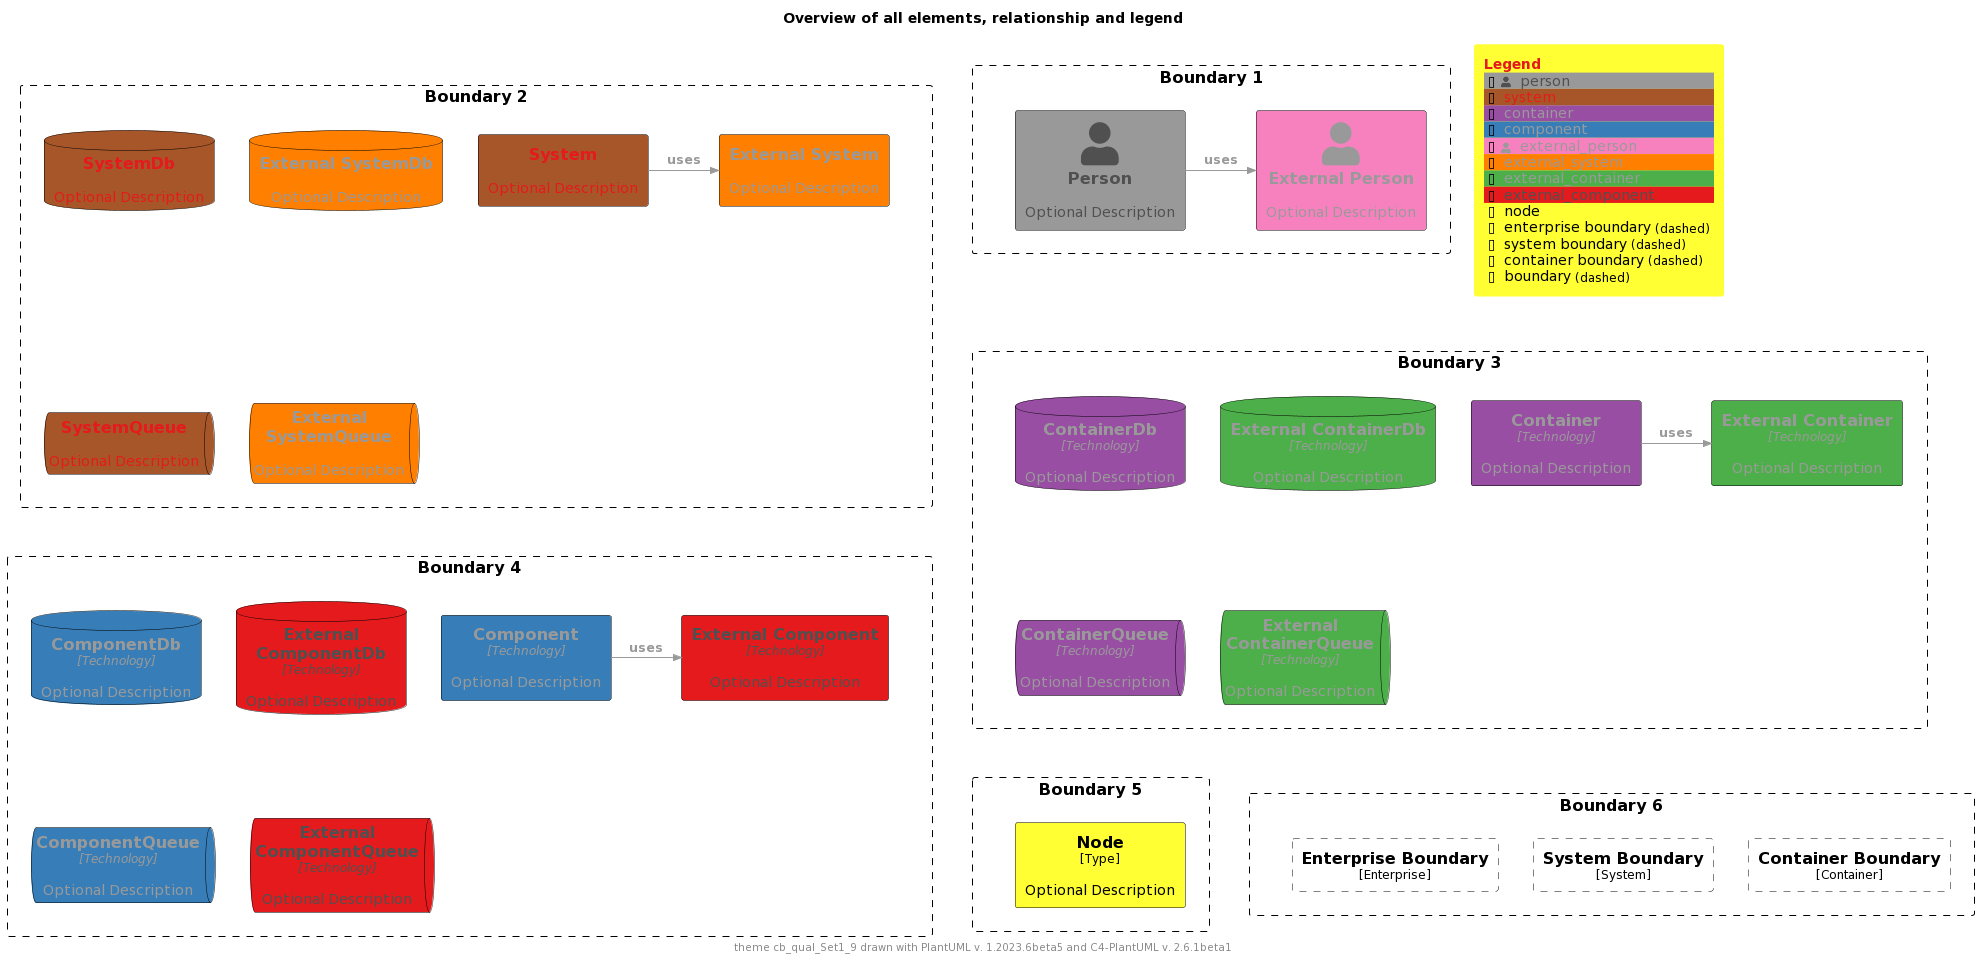 Overview of all elements, relationship and legend
Boundary 2
SystemDb
Optional Description
External SystemDb
Optional Description
System
Optional Description
uses
External System
Optional Description
SystemQueue
Optional Description
External
SystemQueue
Optional Description
Boundary 1
Person
Optional Description
uses
External Person
Optional Description
Legend
person
system
container
component
external_person
external_system
external_container
external_component
node
enterprise boundary (dashed)
system boundary (dashed)
container boundary (dashed)
boundary (dashed)
Boundary 3
ContainerDb
[Technology]
Optional Description
External ContainerDb
[Technology]
Optional Description
Container
[Technology]
Optional Description
uses
External Container
[Technology]
Optional Description
ContainerQueue
[Technology]
Optional Description
External
ContainerQueue
[Technology]
Optional Description
Boundary 4
ComponentDb
[Technology]
Optional Description
External
ComponentDb
[Technology]
Optional Description
Component
[Technology]
Optional Description
uses
External Component
[Technology]
Optional Description
ComponentQueue
[Technology]
Optional Description
External
ComponentQueue
[Technology]
Optional Description
Boundary 5
Node
[Type]
Optional Description
Boundary 6
Enterprise Boundary
[Enterprise]
System Boundary
[System]
Container Boundary
[Container]
theme cb_qual_Set1_9 drawn with PlantUML v. 1.2023.6beta5 and C4-PlantUML v. 2.6.1beta1